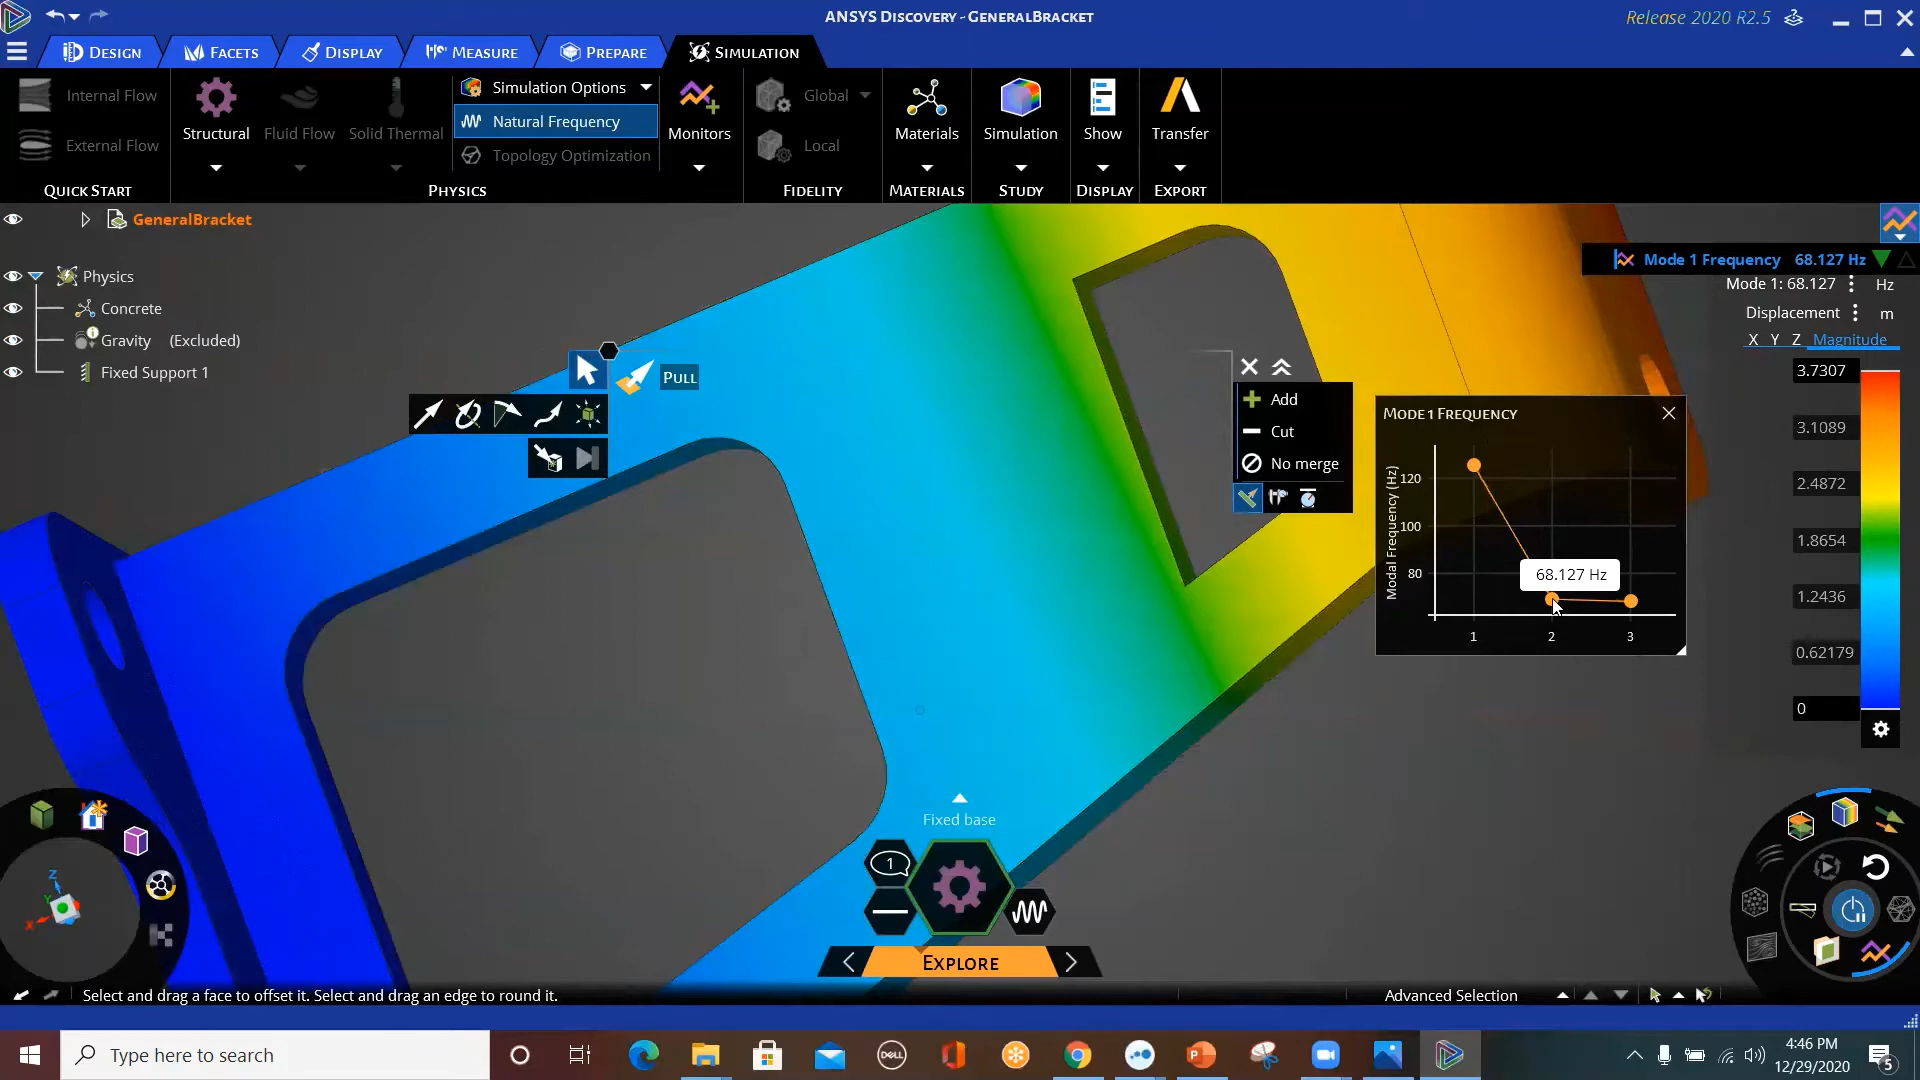 ANSYS Discovery - GeneralBracket
Release 2020 R2.5
Design
Facets
Display
Measure
Prepare
Simulation
Internal Flow
External Flow
Quick Start
Structural
Fluid Flow
Solid Thermal
Simulation Options
Natural Frequency
Topology Optimization
Physics
Monitors
Global
Local
Fidelity
Materials
Materials
Simulation
Study
Show
Display
Transfer
Export
GeneralBracket
Physics
Concrete
Gravity (Excluded)
Fixed Support 1
Pull
Add
Cut
No merge
Mode 1 Frequency 68.127 Hz
Mode 1: 68.127 Hz
Displacement m
X Y Z Magnitude
3.7307
3.1089
2.4872
1.8654
1.2436
0.62179
0
Mode 1 Frequency
Modal Frequency (Hz)
120
100
80
68.127 Hz
1 2 3
Fixed base
1
Explore
Z
Y
X
Select and drag a face to offset it. Select and drag an edge to round it.
Advanced Selection
Type here to search
DELL
4:46 PM
12/29/2020
5